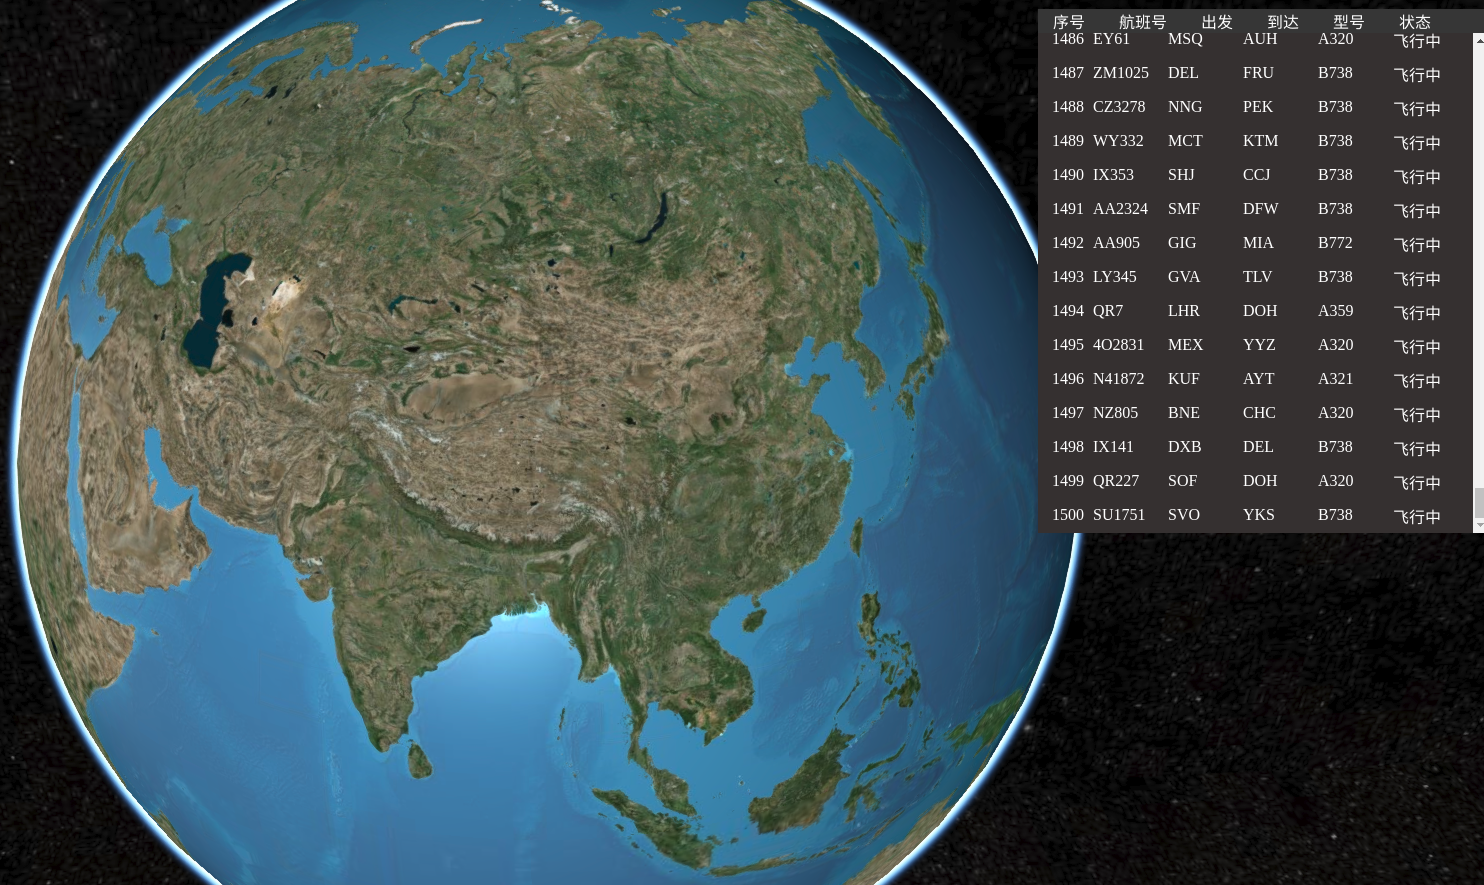 序号 航班号 出发 到达 型号 状态
1486 EY61 MSQ AUH A320 飞行中
1487 ZM1025 DEL FRU B738 飞行中
1488 CZ3278 NNG PEK B738 飞行中
1489 WY332 MCT KTM B738 飞行中
1490 IX353 SHJ CCJ B738 飞行中
1491 AA2324 SMF DFW B738 飞行中
1492 AA905 GIG MIA B772 飞行中
1493 LY345 GVA TLV B738 飞行中
1494 QR7 LHR DOH A359 飞行中
1495 4O2831 MEX YYZ A320 飞行中
1496 N41872 KUF AYT A321 飞行中
1497 NZ805 BNE CHC A320 飞行中
1498 IX141 DXB DEL B738 飞行中
1499 QR227 SOF DOH A320 飞行中
1500 SU1751 SVO YKS B738 飞行中